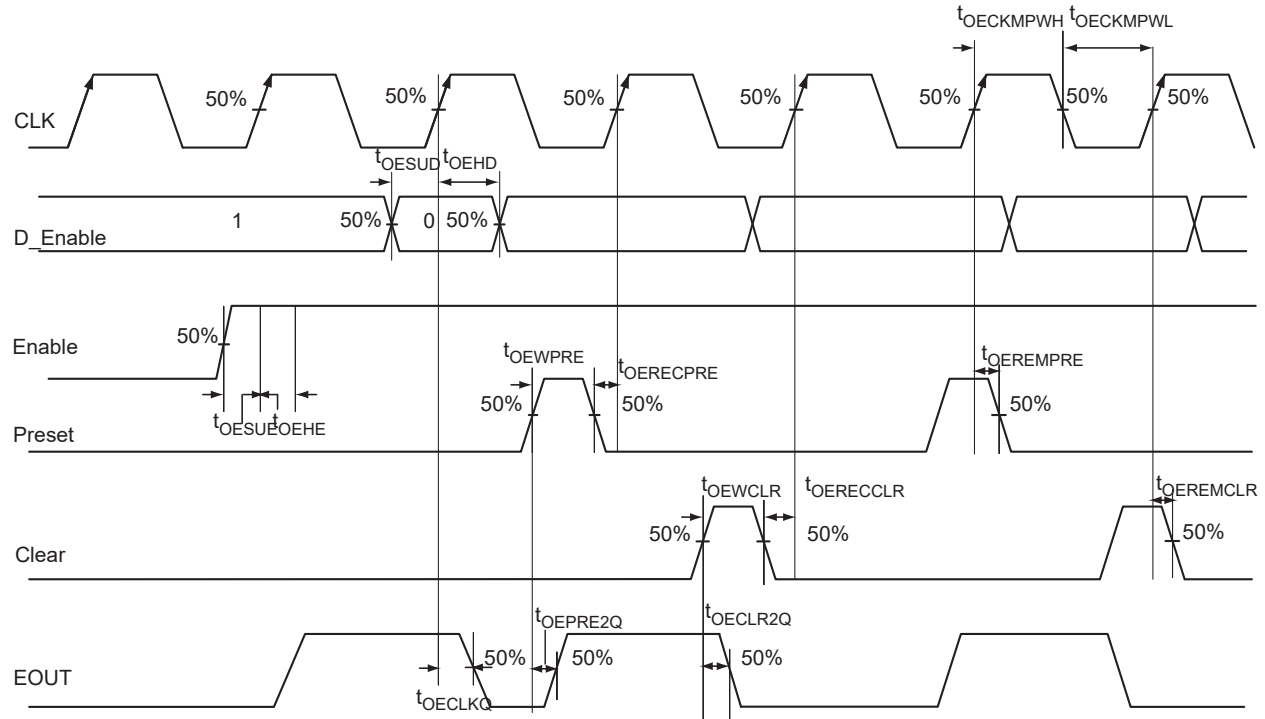 tOECKMPWH tOECKMPWL
50% 50% 50% 50% 50% 50% 50%
CLK
tOESUD tOEHD
1 50% 0 50%
D_Enable
50%
Enable
tOEWPRE tOERECPRE tOEREMPRE
50% 50% 50%
tOESUE tOEHE
Preset
tOEWCLR tOERECCLR tOEREMCLR
50% 50% 50%
Clear
tOEPRE2Q tOECLR2Q
50% 50% 50%
EOUT
tOECLKQ